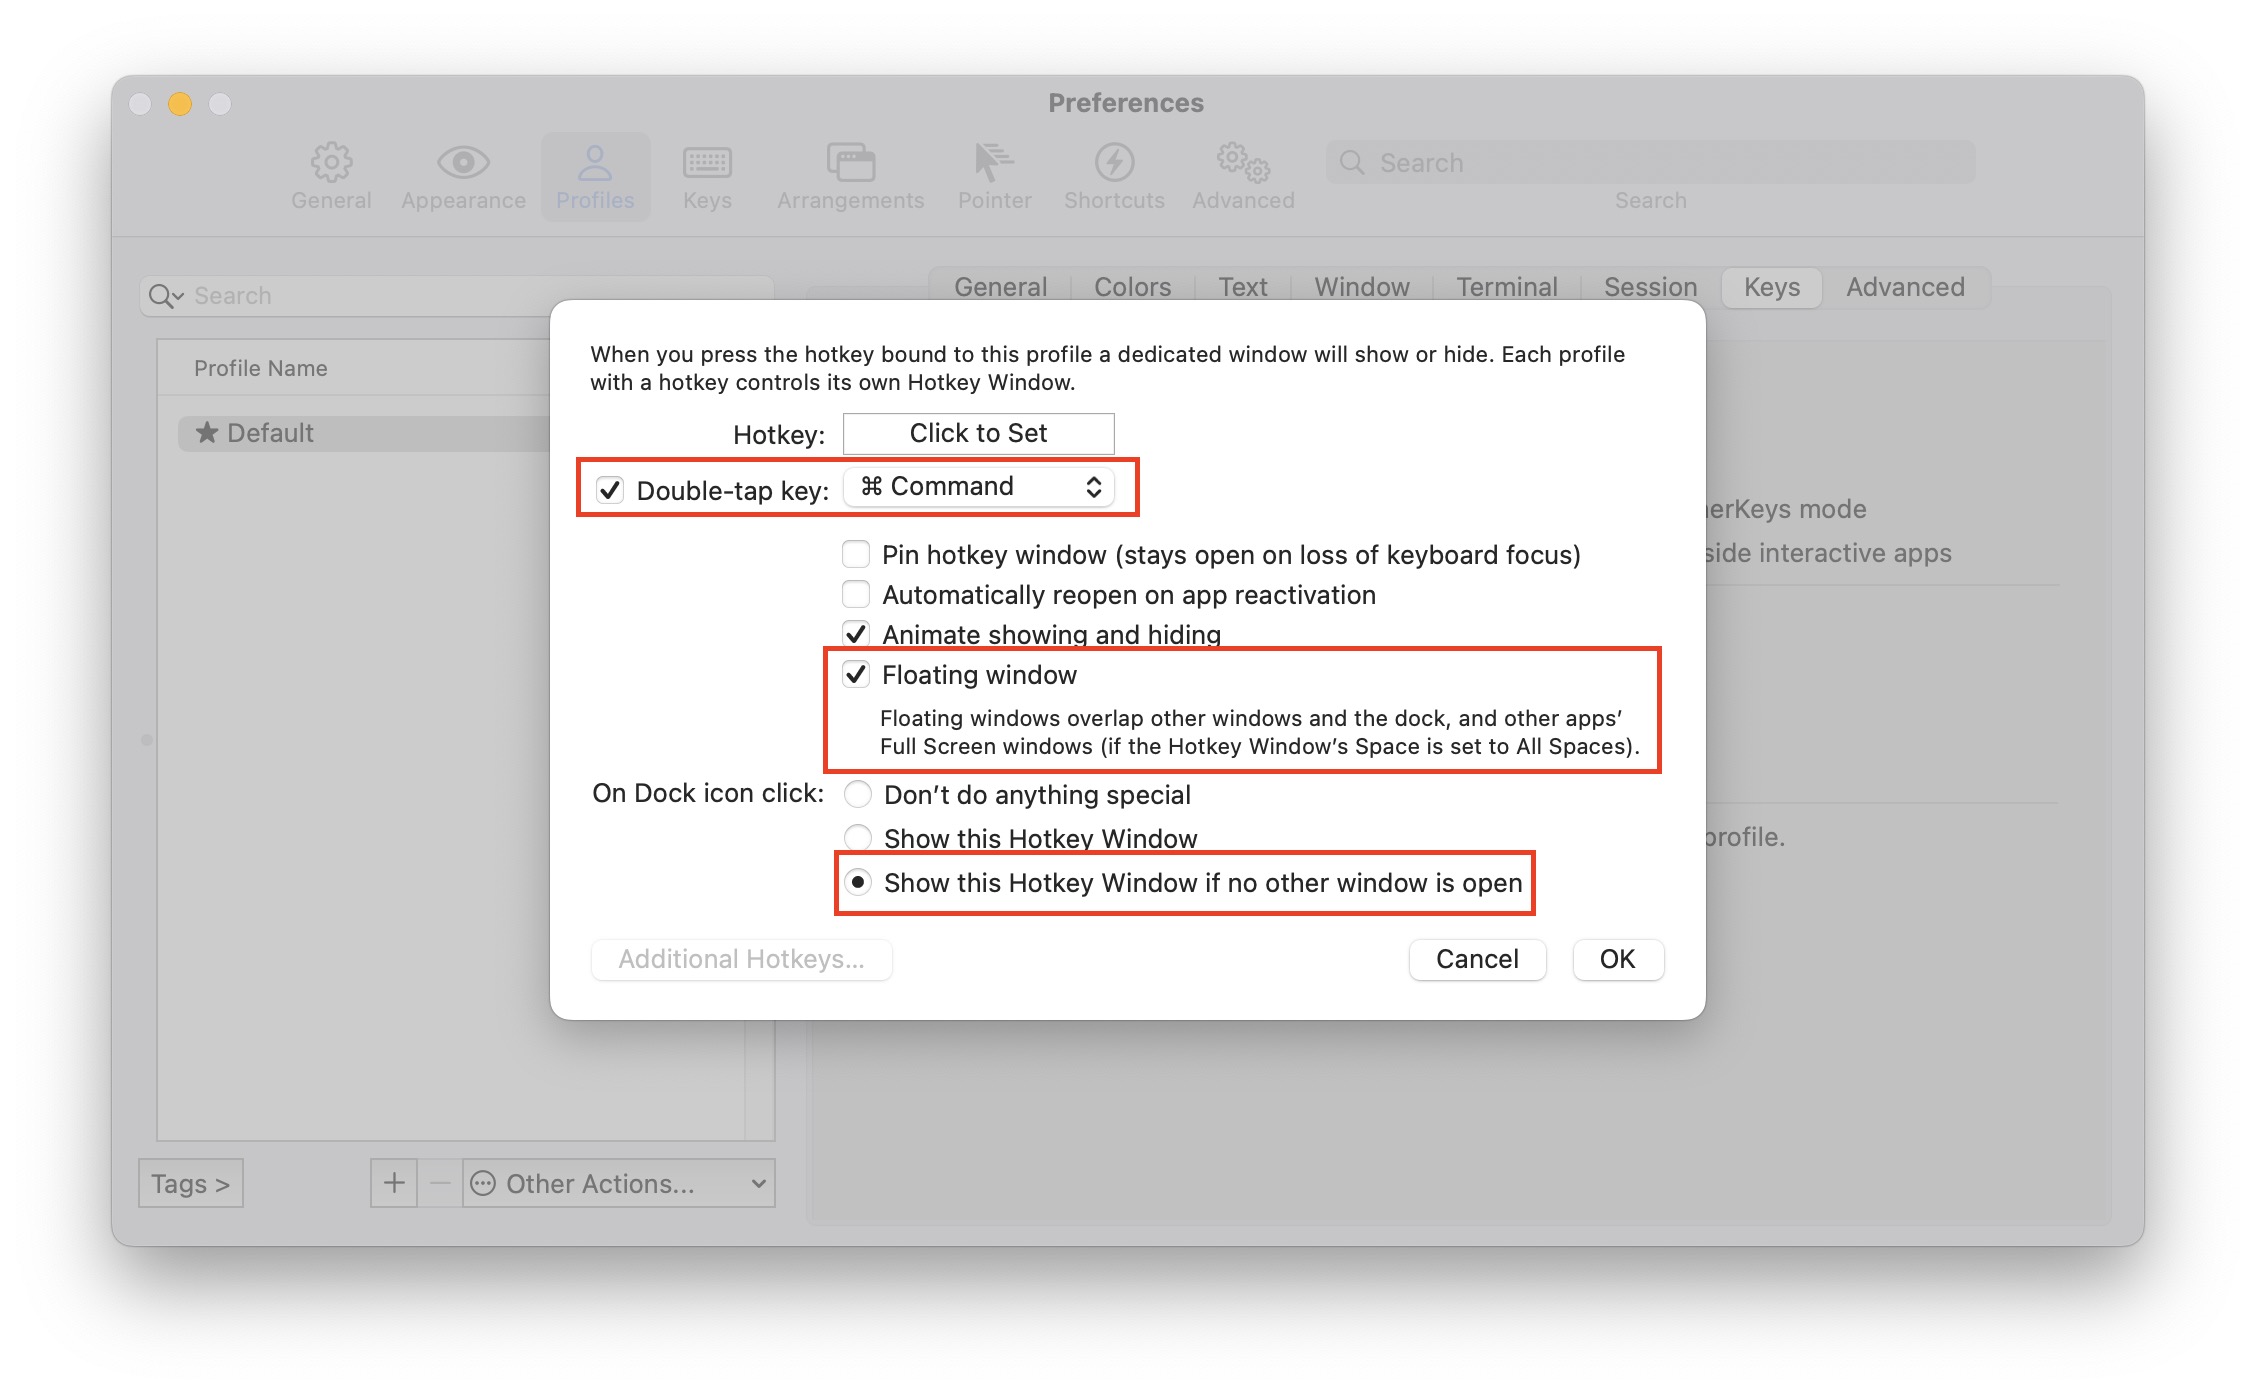 Preferences
General
Appearance
Profiles
Keys
Arrangements
Pointer
Shortcuts
Advanced
Search
Search
Search
General
Colors
Text
Window
Terminal
Session
Keys
Advanced
Profile Name
★ Default
When you press the hotkey bound to this profile a dedicated window will show or hide. Each profile
with a hotkey controls its own Hotkey Window.
Hotkey: Click to Set
Double-tap key: ⌘ Command
Pin hotkey window (stays open on loss of keyboard focus)
Automatically reopen on app reactivation
Animate showing and hiding
Floating window
Floating windows overlap other windows and the dock, and other apps’
Full Screen windows (if the Hotkey Window’s Space is set to All Spaces).
On Dock icon click: Don’t do anything special
Show this Hotkey Window
Show this Hotkey Window if no other window is open
Additional Hotkeys...
Cancel
OK
mode
interactive apps
profile.
Tags >
+
−
Other Actions...